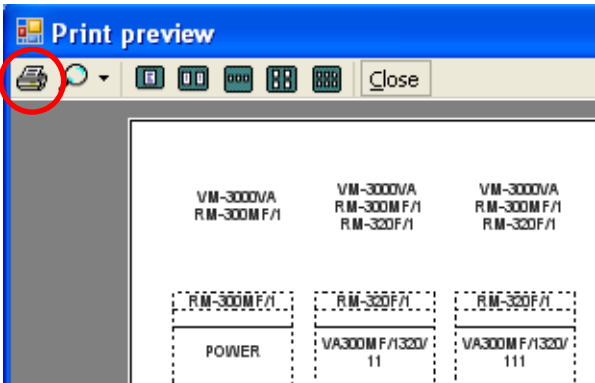 Print preview
Close
VM-3000VA
RM-300MF/1
VM-3000VA
RM-300MF/1
RM-320F/1
VM-3000VA
RM-300MF/1
RM-320F/1
RM-300MF/1
RM-320F/1
RM-320F/1
POWER
VA300MF/1320/
11
VA300MF/1320/
111